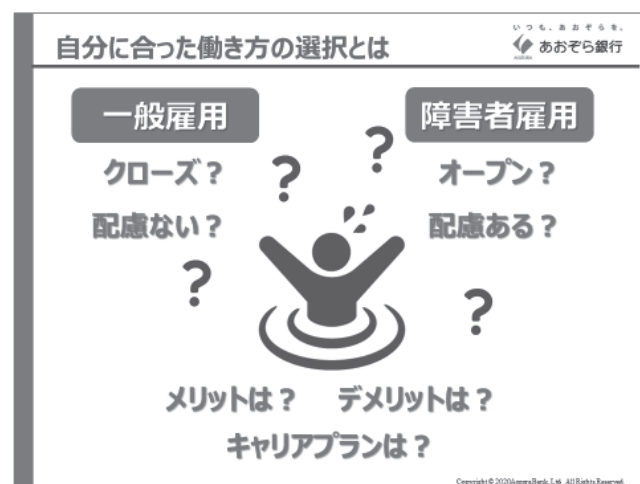 自分に合った働き方の選択とは
いつも、あおぞらを。
あおぞら銀行
AOZORA
一般雇用
障害者雇用
?
?
クローズ?
オープン?
配慮ない?
配慮ある?
?
?
メリットは? デメリットは?
キャリアプランは?
Copyright © 2020 Aozora Bank, Ltd. All Rights Reserved.